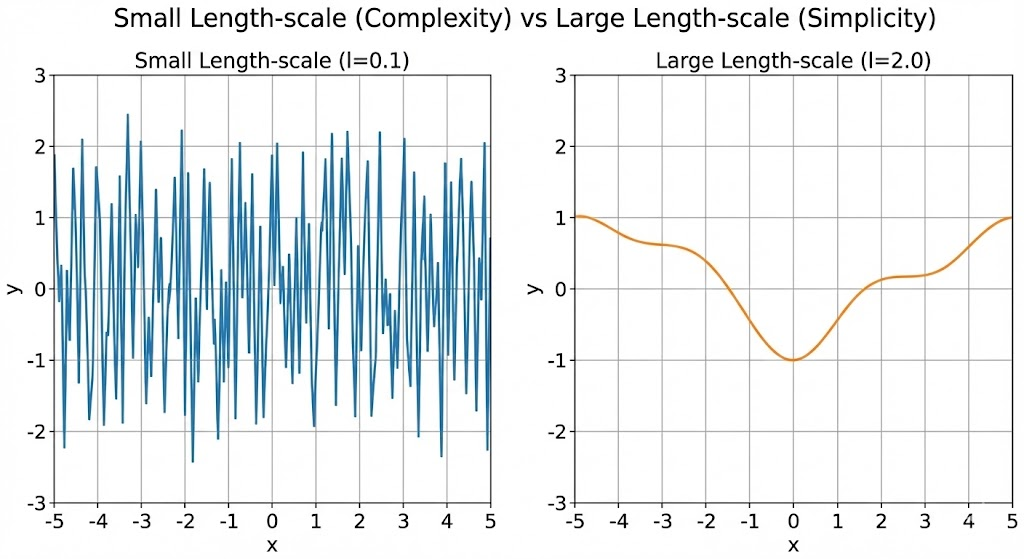 Small Length-scale (Complexity) vs Large Length-scale (Simplicity)
Small Length-scale (l=0.1)
3
2
1
0
-1
-2
-3
y
-5 -4 -3 -2 -1 0 1 2 3 4 5
x
Large Length-scale (l=2.0)
3
2
1
0
-1
-2
-3
y
-5 -4 -3 -2 -1 0 1 2 3 4 5
x